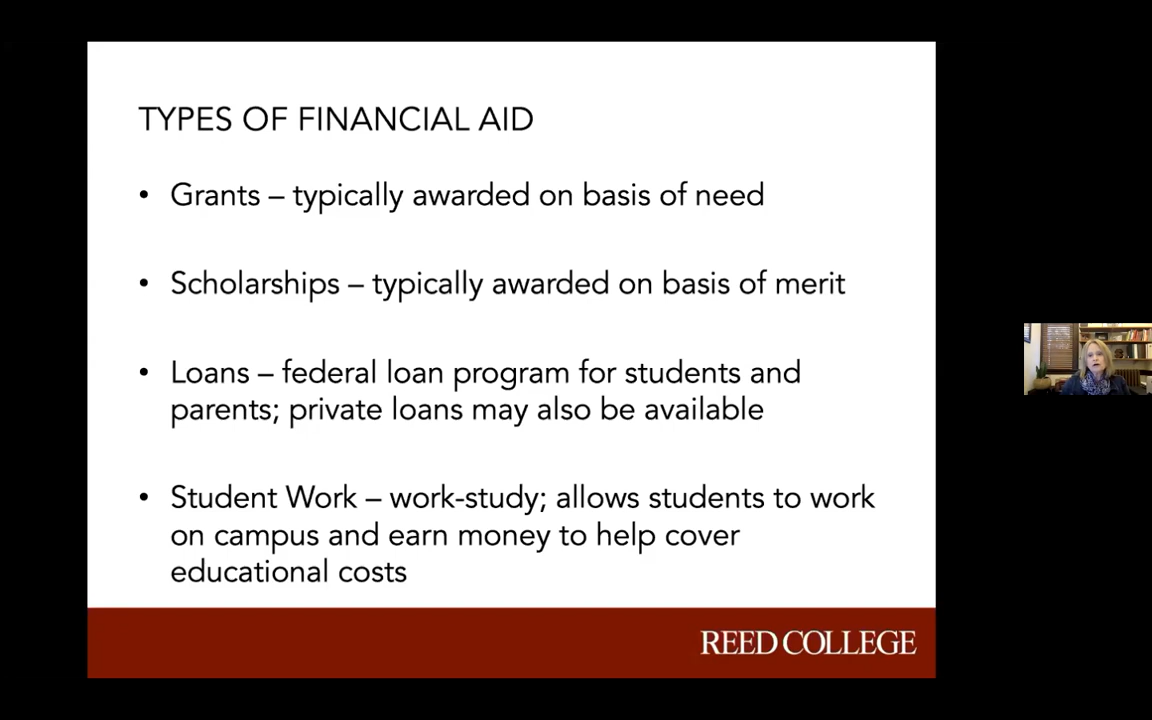 TYPES OF FINANCIAL AID
• Grants – typically awarded on basis of need
• Scholarships – typically awarded on basis of merit
• Loans – federal loan program for students and
parents; private loans may also be available
• Student Work – work-study; allows students to work
on campus and earn money to help cover
educational costs
REED COLLEGE